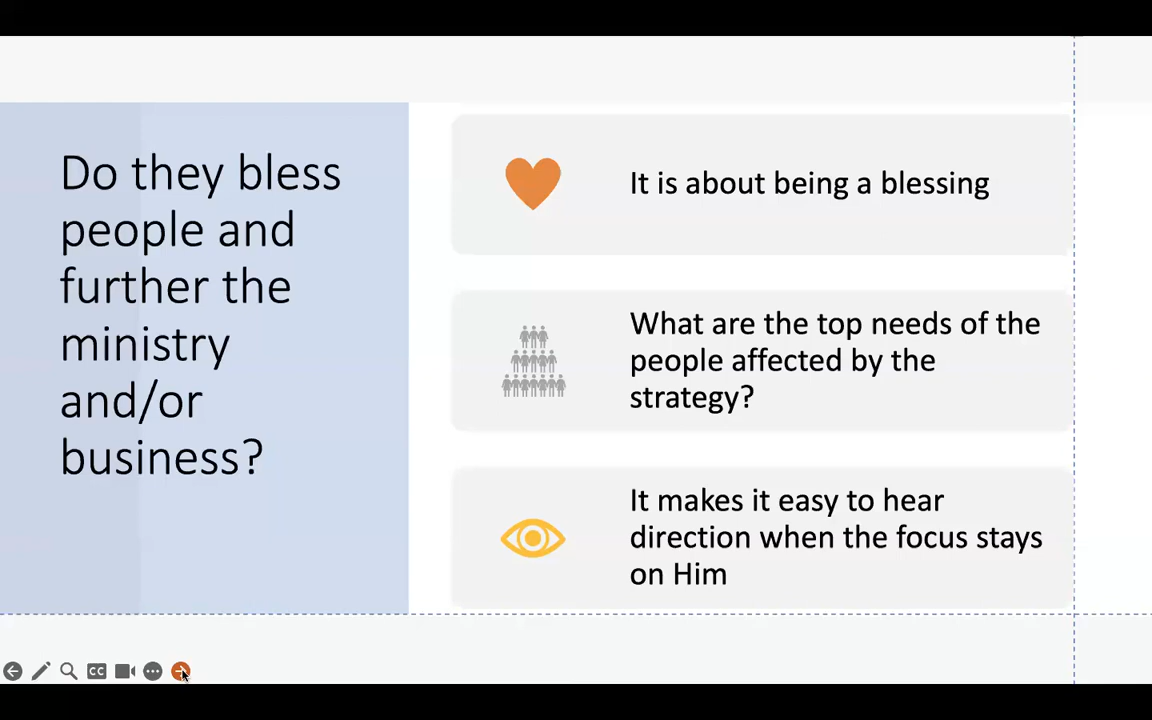 Do they bless
people and
further the
ministry
and/or
business?
It is about being a blessing
What are the top needs of the
people affected by the
strategy?
It makes it easy to hear
direction when the focus stays
on Him
CC